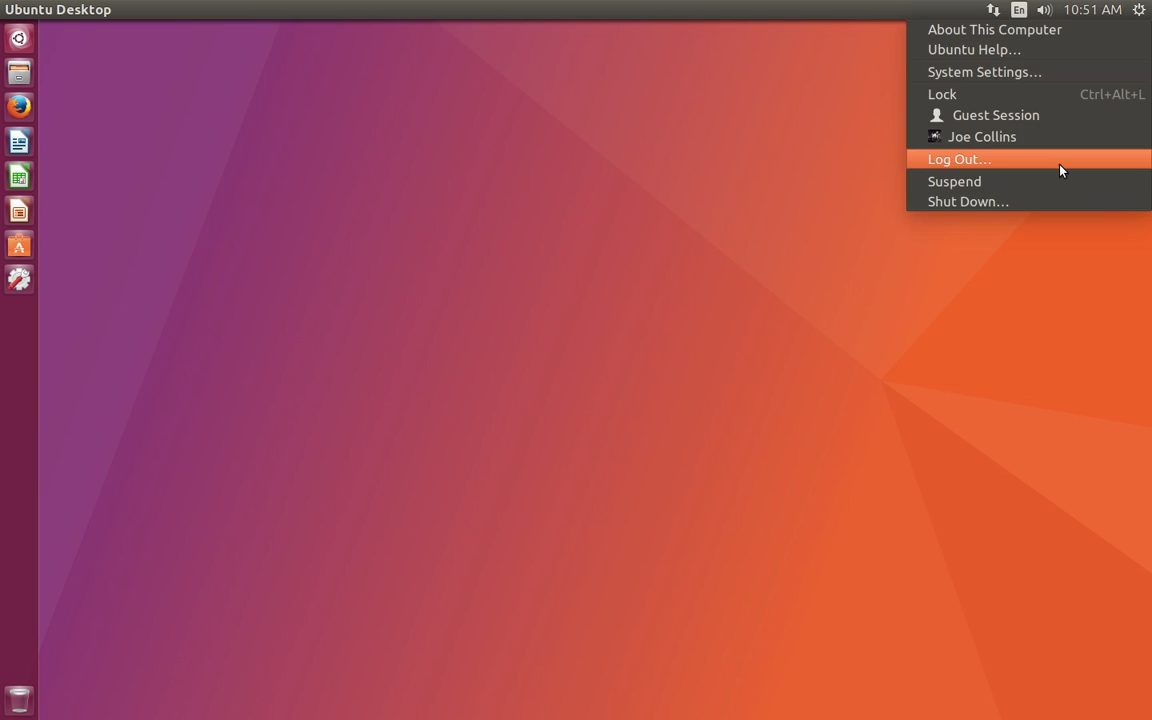 Ubuntu Desktop
En
10:51 AM
About This Computer
Ubuntu Help...
System Settings...
Lock Ctrl+Alt+L
Guest Session
Joe Collins
Log Out...
Suspend
Shut Down...